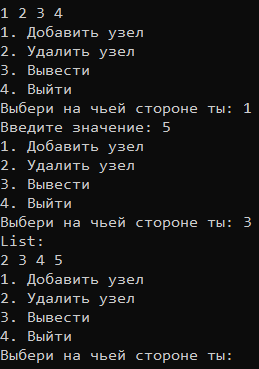 1 2 3 4
1. Добавить узел
2. Удалить узел
3. Вывести
4. Выйти
Выбери на чьей стороне ты: 1
Введите значение: 5
1. Добавить узел
2. Удалить узел
3. Вывести
4. Выйти
Выбери на чьей стороне ты: 3
List:
2 3 4 5
1. Добавить узел
2. Удалить узел
3. Вывести
4. Выйти
Выбери на чьей стороне ты: